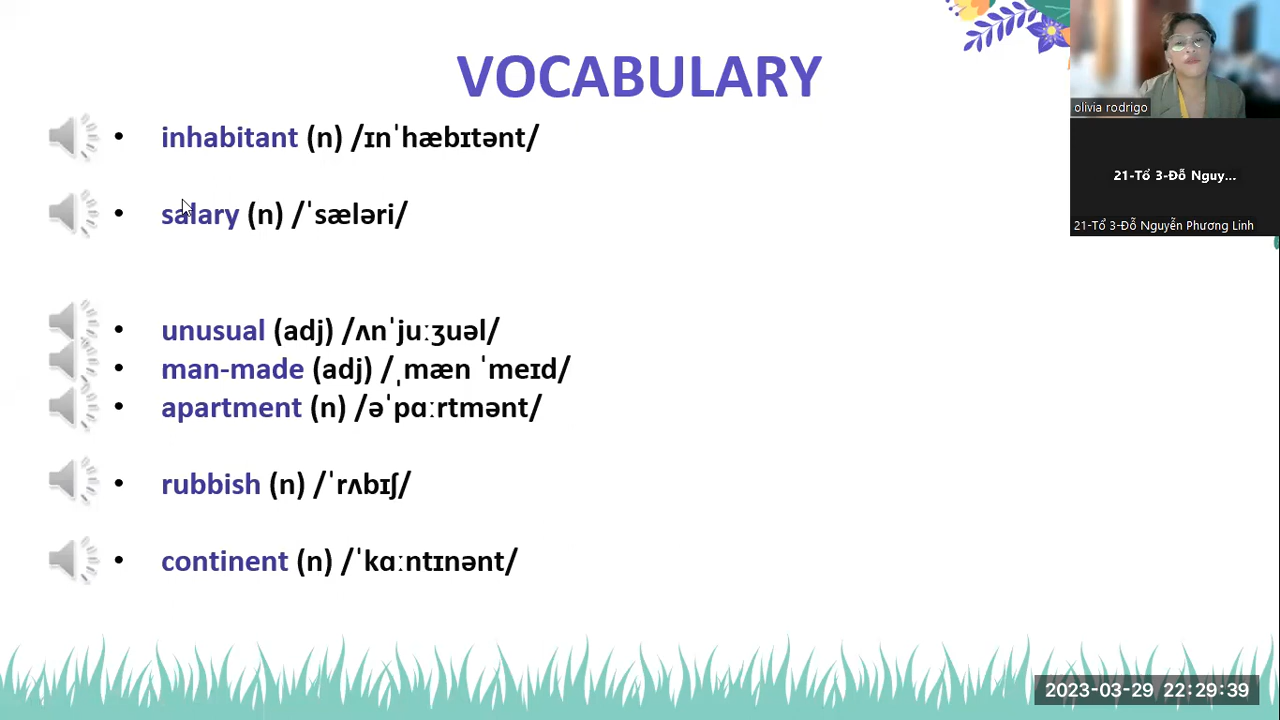 VOCABULARY
inhabitant (n) /ɪnˈhæbɪtənt/
salary (n) /ˈsæləri/
unusual (adj) /ʌnˈjuːʒuəl/
man-made (adj) /ˌmæn ˈmeɪd/
apartment (n) /əˈpɑːrtmənt/
rubbish (n) /ˈrʌbɪʃ/
continent (n) /ˈkɑːntɪnənt/
olivia rodrigo
21-Tổ 3-Đỗ Nguy...
21-Tổ 3-Đỗ Nguyễn Phương Linh
2023-03-29 22:29:39